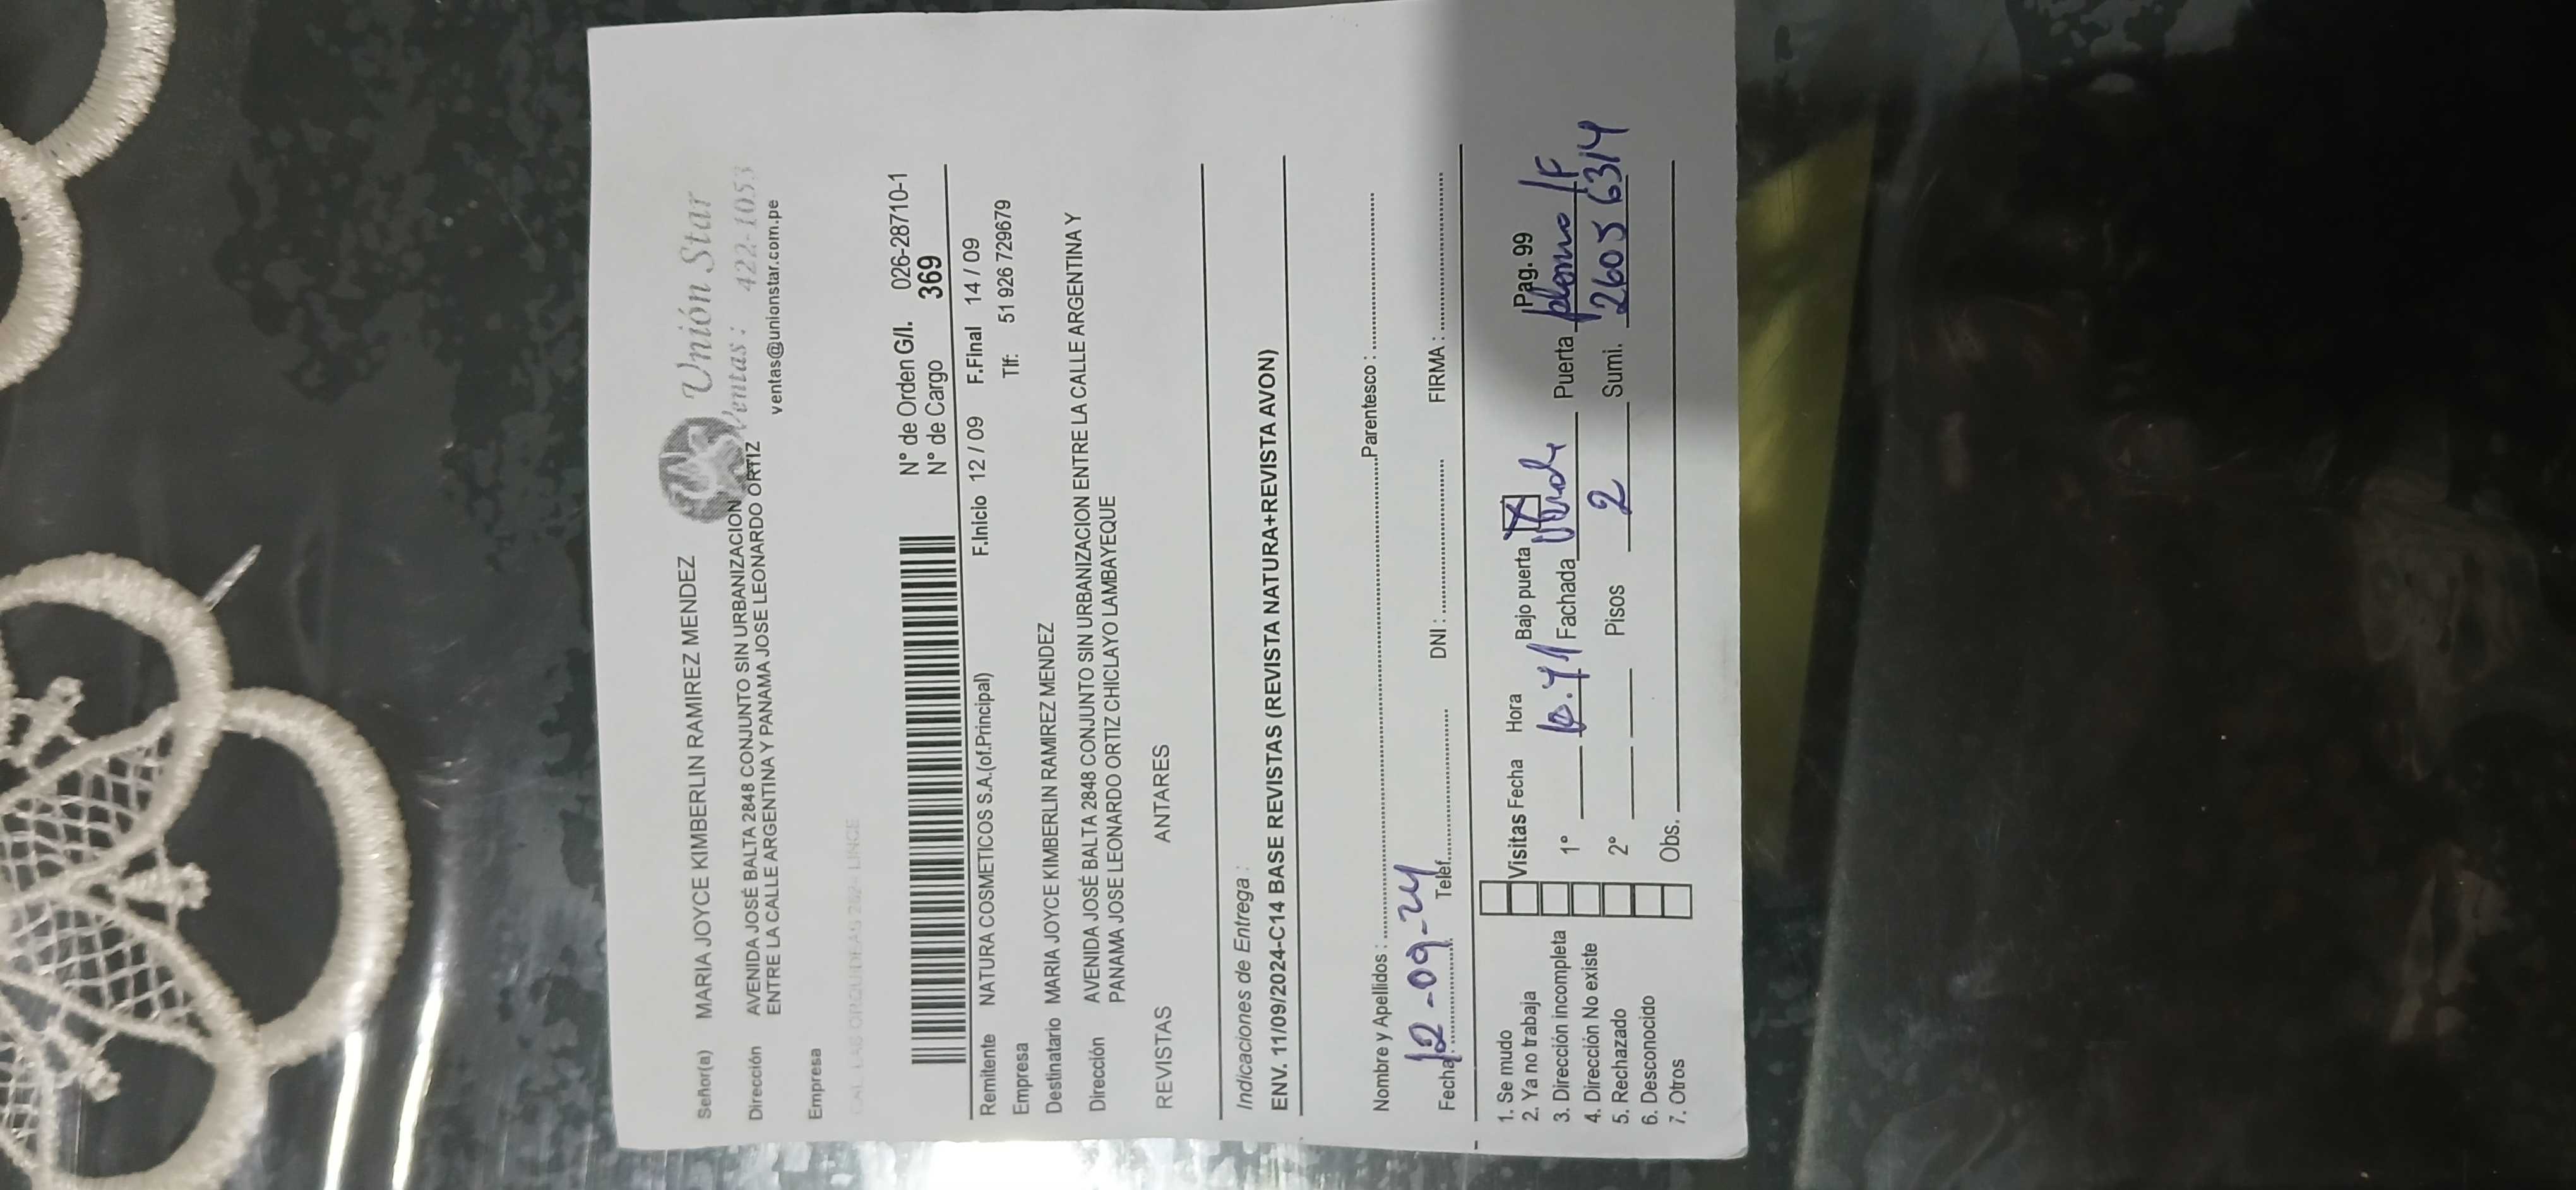 Unión Star
Ventas : 422-1053
ventas@unionstar.com.pe
Señor(a) MARIA JOYCE KIMBERLIN RAMIREZ MENDEZ
Dirección AVENIDA JOSÉ BALTA 2848 CONJUNTO SIN URBANIZACION
ENTRE LA CALLE ARGENTINA Y PANAMA JOSE LEONARDO ORTIZ
Empresa
N° de Orden G/I. 026-28710-1
N° de Cargo 369
F.Inicio 12 / 09 F.Final 14 / 09
Remitente NATURA COSMETICOS S.A.(of.Principal)
Empresa Tlf: 51 926 729679
Destinatario MARIA JOYCE KIMBERLIN RAMIREZ MENDEZ
Dirección AVENIDA JOSÉ BALTA 2848 CONJUNTO SIN URBANIZACION ENTRE LA CALLE ARGENTINA Y
PANAMA JOSE LEONARDO ORTIZ CHICLAYO LAMBAYEQUE
REVISTAS ANTARES
Indicaciones de Entrega :
ENV. 11/09/2024-C14 BASE REVISTAS (REVISTA NATURA+REVISTA AVON)
Nombre y Apellidos : Parentesco :
Fecha : 12-09-24 Teléf. DNI : FIRMA :
1. Se mudo
2. Ya no trabaja
3. Dirección incompleta
4. Dirección No existe
5. Rechazado
6. Desconocido
7. Otros
Visitas Fecha Hora Bajo puerta X Pag. 99
1° Fachada Verde Puerta plomo /F
2° Pisos 2 Sumi. 26056314
Obs.